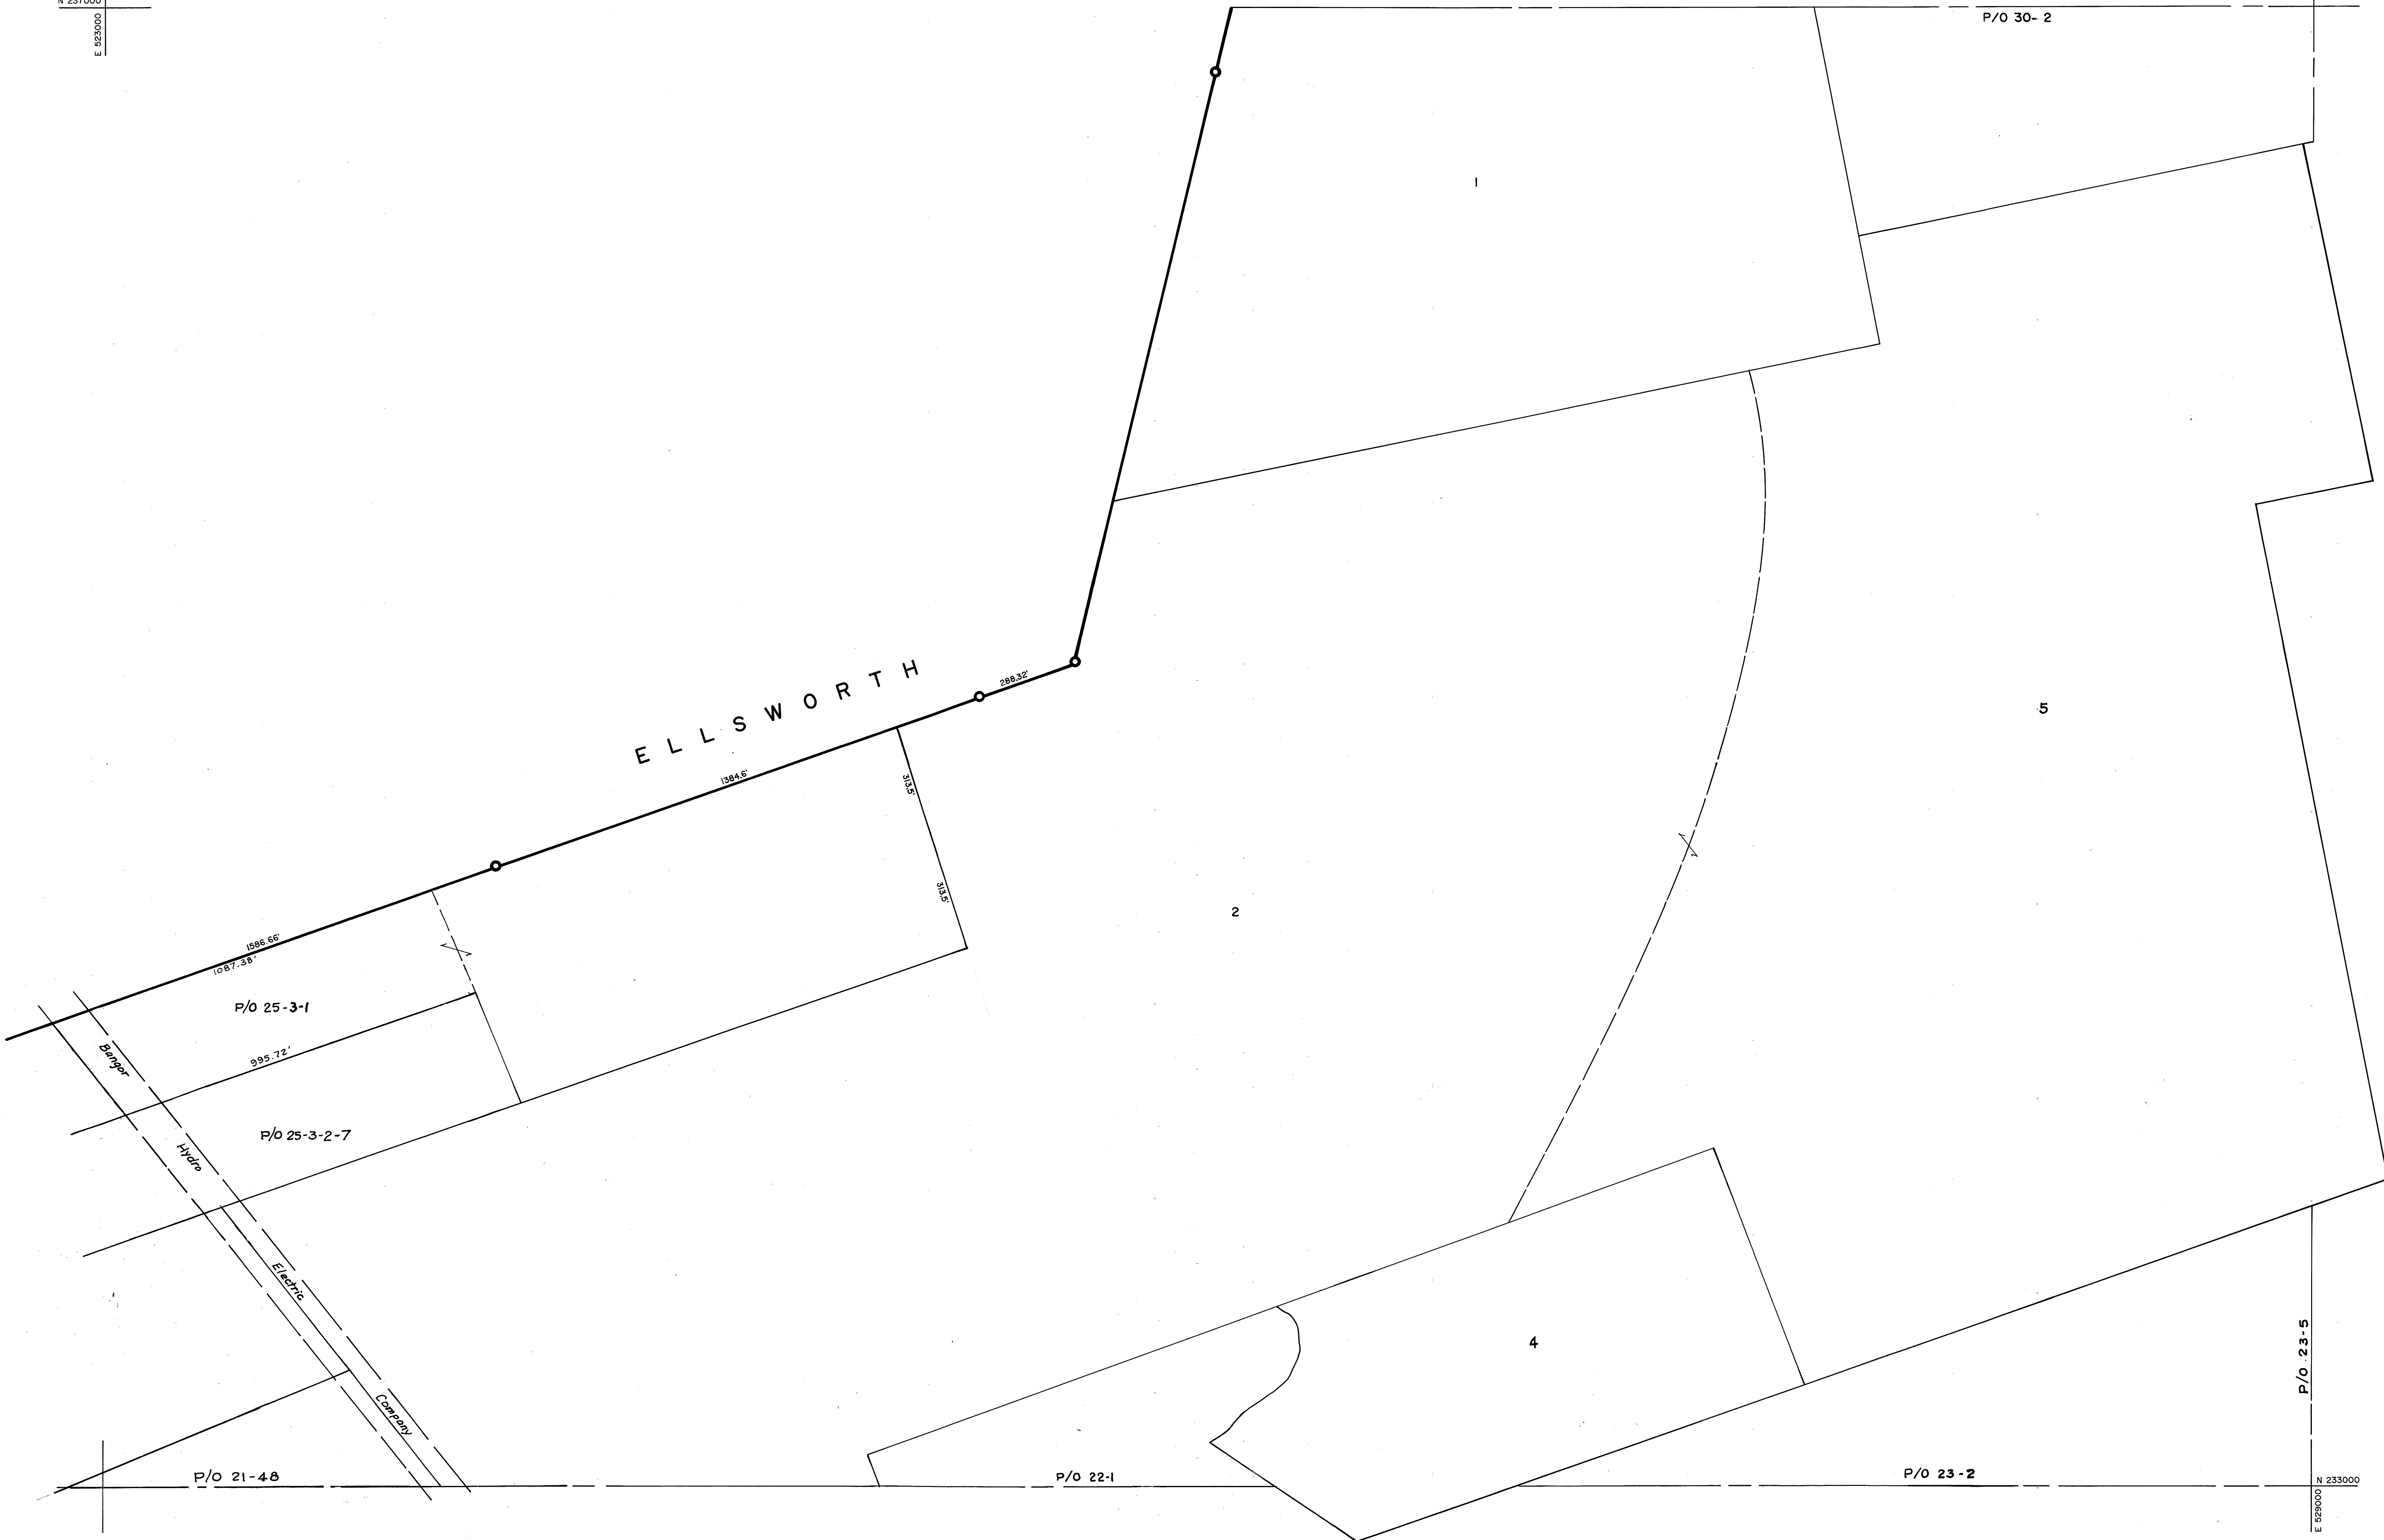 N 237000
E 523000
P/O 30-2
1
ELLSWORTH
288.32'
5
1384.6'
313.5'
313.5'
2
1586.66'
1087.38'
P/O 25-3-1
995.72'
P/O 25-3-2-7
Bangor
Hydro
Electric
Company
4
P/O 23-5
P/O 21-48
P/O 22-1
P/O 23-2
N 233000
E 529000